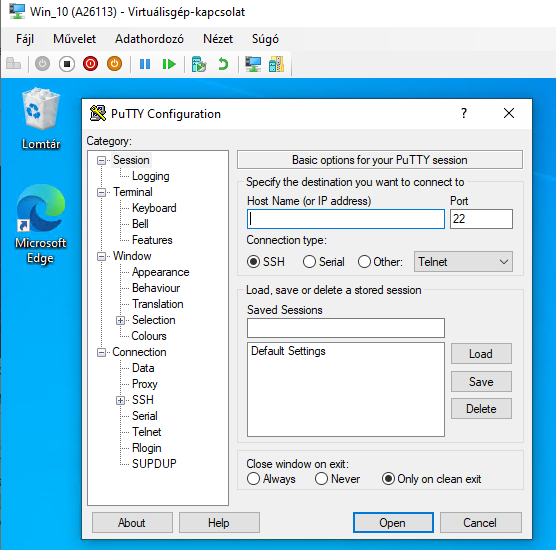 Win_10 (A26113) - Virtuálisgép-kapcsolat
Fájl Művelet Adathordozó Nézet Súgó
Lomtár
Microsoft
Edge
PuTTY Configuration ? ✕
Category:
Session
Logging
Terminal
Keyboard
Bell
Features
Window
Appearance
Behaviour
Translation
Selection
Colours
Connection
Data
Proxy
SSH
Serial
Telnet
Rlogin
SUPDUP
Basic options for your PuTTY session
Specify the destination you want to connect to
Host Name (or IP address) Port
22
Connection type:
SSH Serial Other: Telnet
Load, save or delete a stored session
Saved Sessions
Default Settings
Load
Save
Delete
Close window on exit:
Always Never Only on clean exit
About Help Open Cancel